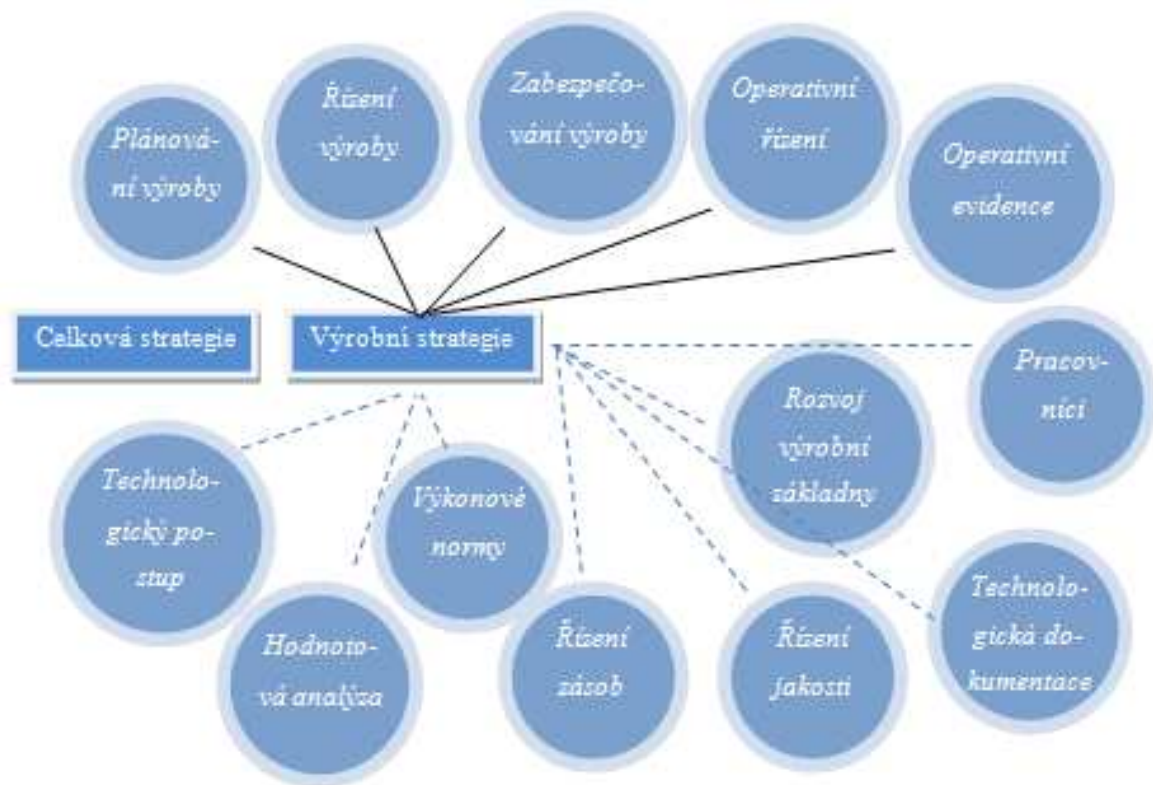 Plánová-
ní výroby
Řízení
výroby
Zabezpečo-
vání výroby
Operativní
řízení
Operativní
evidence
Celková strategie
Výrobní strategie
Pracov-
níci
Rozvoj
výrobní
základny
Technolo-
gický po-
stup
Výkonové
normy
Hodnoto-
vá analýza
Řízení
zásob
Řízení
jakosti
Technolo-
gická do-
kumentace